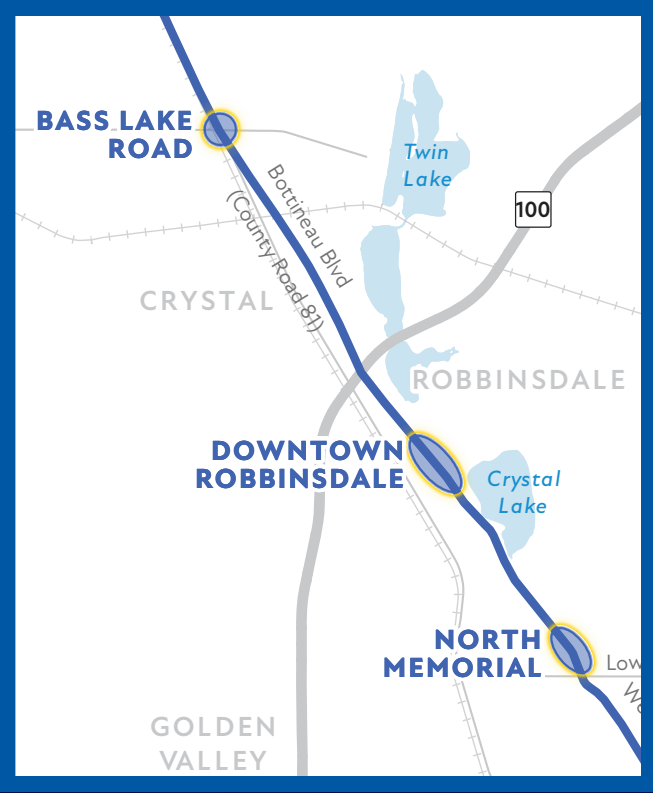 BASS LAKE
ROAD
Twin
Lake
100
Bottineau Blvd
(County Road 81)
CRYSTAL
ROBBINSDALE
DOWNTOWN
ROBBINSDALE
Crystal
Lake
NORTH
MEMORIAL
Low
GOLDEN
VALLEY